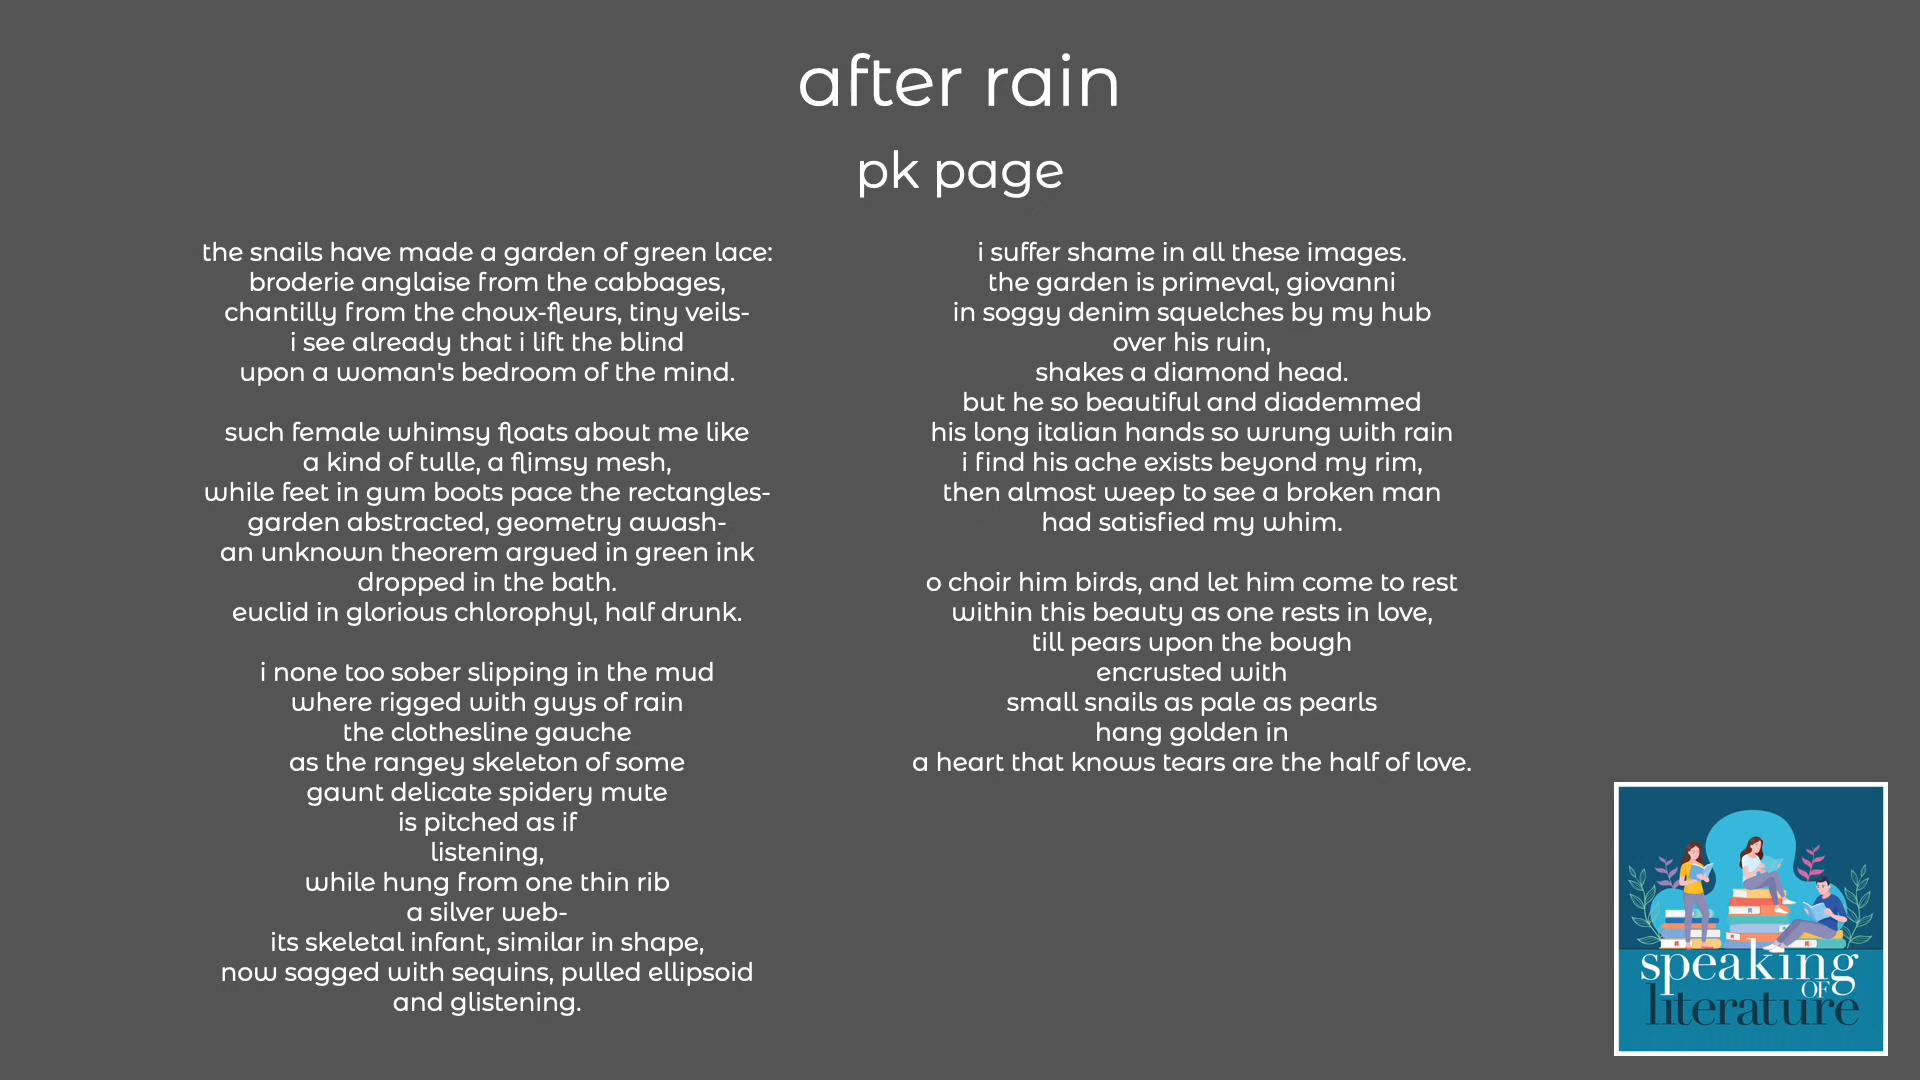 after rain
pk page
the snails have made a garden of green lace:
broderie anglaise from the cabbages,
chantilly from the choux-fleurs, tiny veils-
i see already that i lift the blind
upon a woman's bedroom of the mind.
such female whimsy floats about me like
a kind of tulle, a flimsy mesh,
while feet in gum boots pace the rectangles-
garden abstracted, geometry awash-
an unknown theorem argued in green ink
dropped in the bath.
euclid in glorious chlorophyl, half drunk.
i none too sober slipping in the mud
where rigged with guys of rain
the clothesline gauche
as the rangey skeleton of some
gaunt delicate spidery mute
is pitched as if
listening,
while hung from one thin rib
a silver web-
its skeletal infant, similar in shape,
now sagged with sequins, pulled ellipsoid
and glistening.
i suffer shame in all these images.
the garden is primeval, giovanni
in soggy denim squelches by my hub
over his ruin,
shakes a diamond head.
but he so beautiful and diademmed
his long italian hands so wrung with rain
i find his ache exists beyond my rim,
then almost weep to see a broken man
had satisfied my whim.
o choir him birds, and let him come to rest
within this beauty as one rests in love,
till pears upon the bough
encrusted with
small snails as pale as pearls
hang golden in
a heart that knows tears are the half of love.
speaking
OF
literature